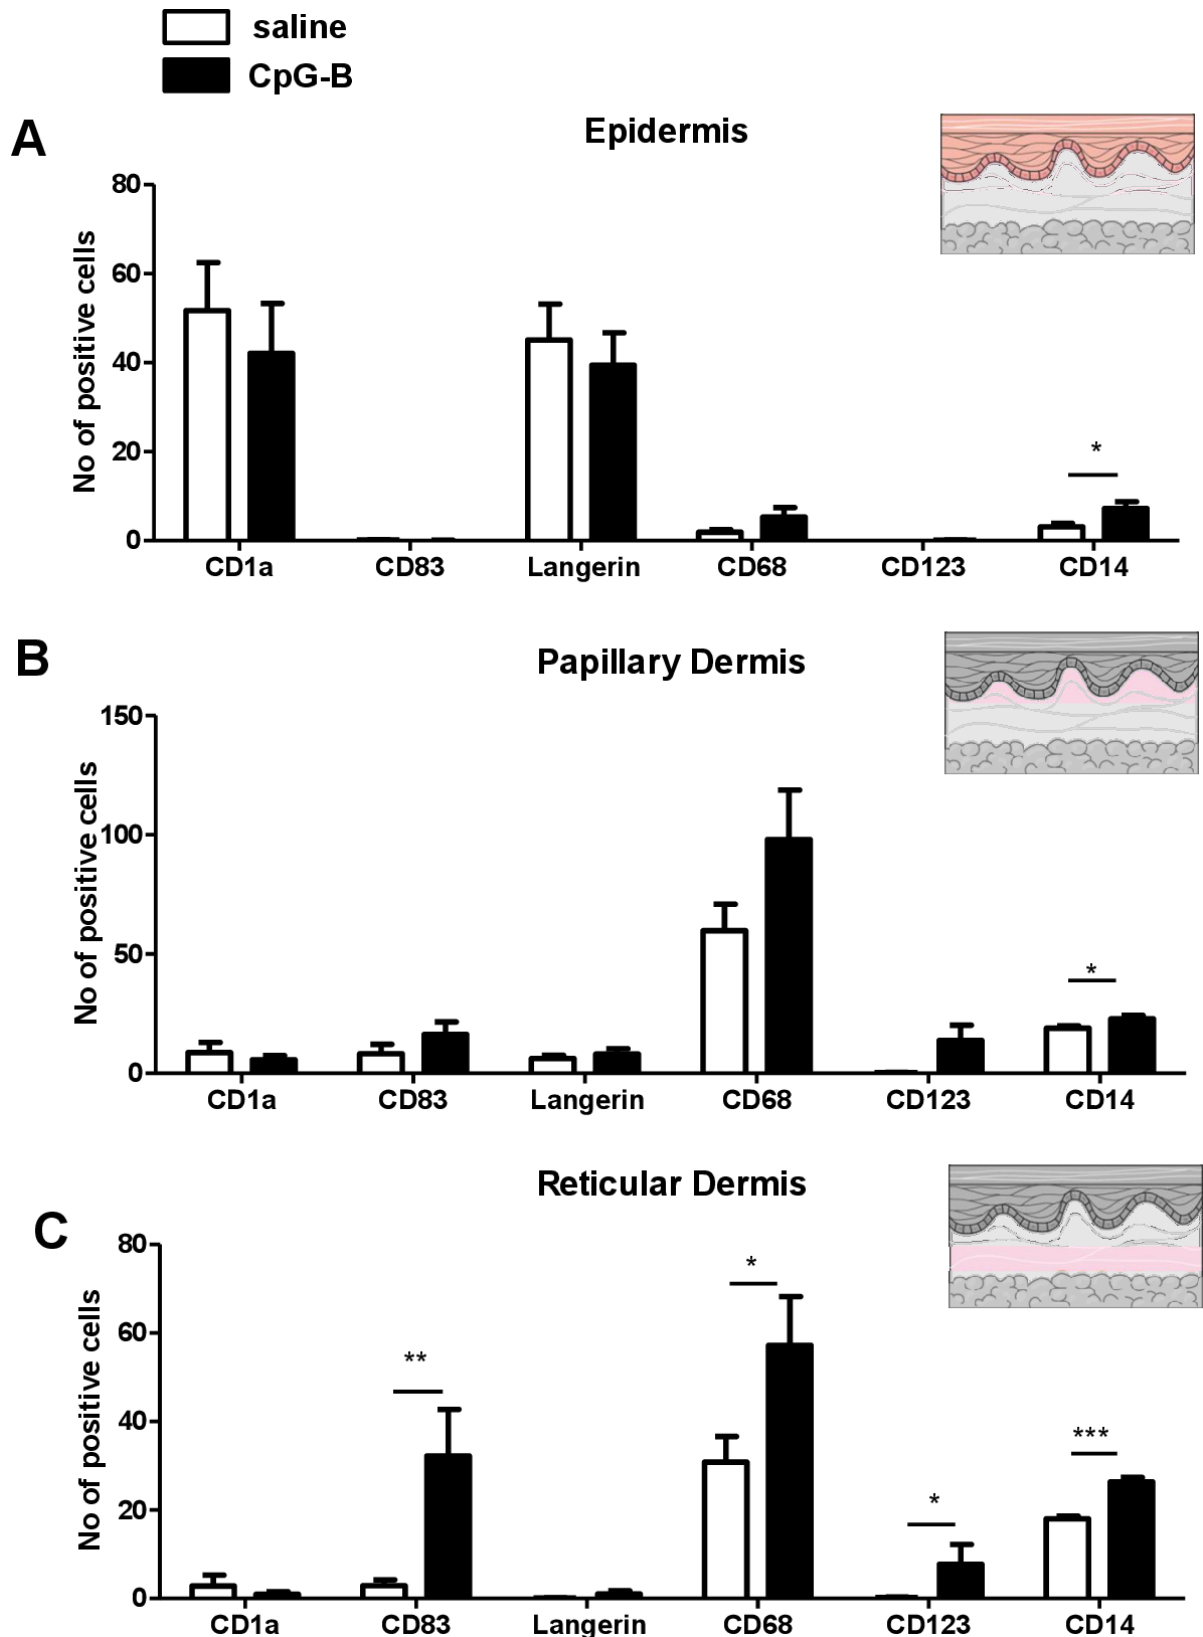 saline
CpG-B
A
Epidermis
No of positive cells
80
60
40
20
0
*
CD1a CD83 Langerin CD68 CD123 CD14
B
Papillary Dermis
No of positive cells
150
100
50
0
*
CD1a CD83 Langerin CD68 CD123 CD14
C
Reticular Dermis
No of positive cells
80
60
40
20
0
** * * ***
CD1a CD83 Langerin CD68 CD123 CD14